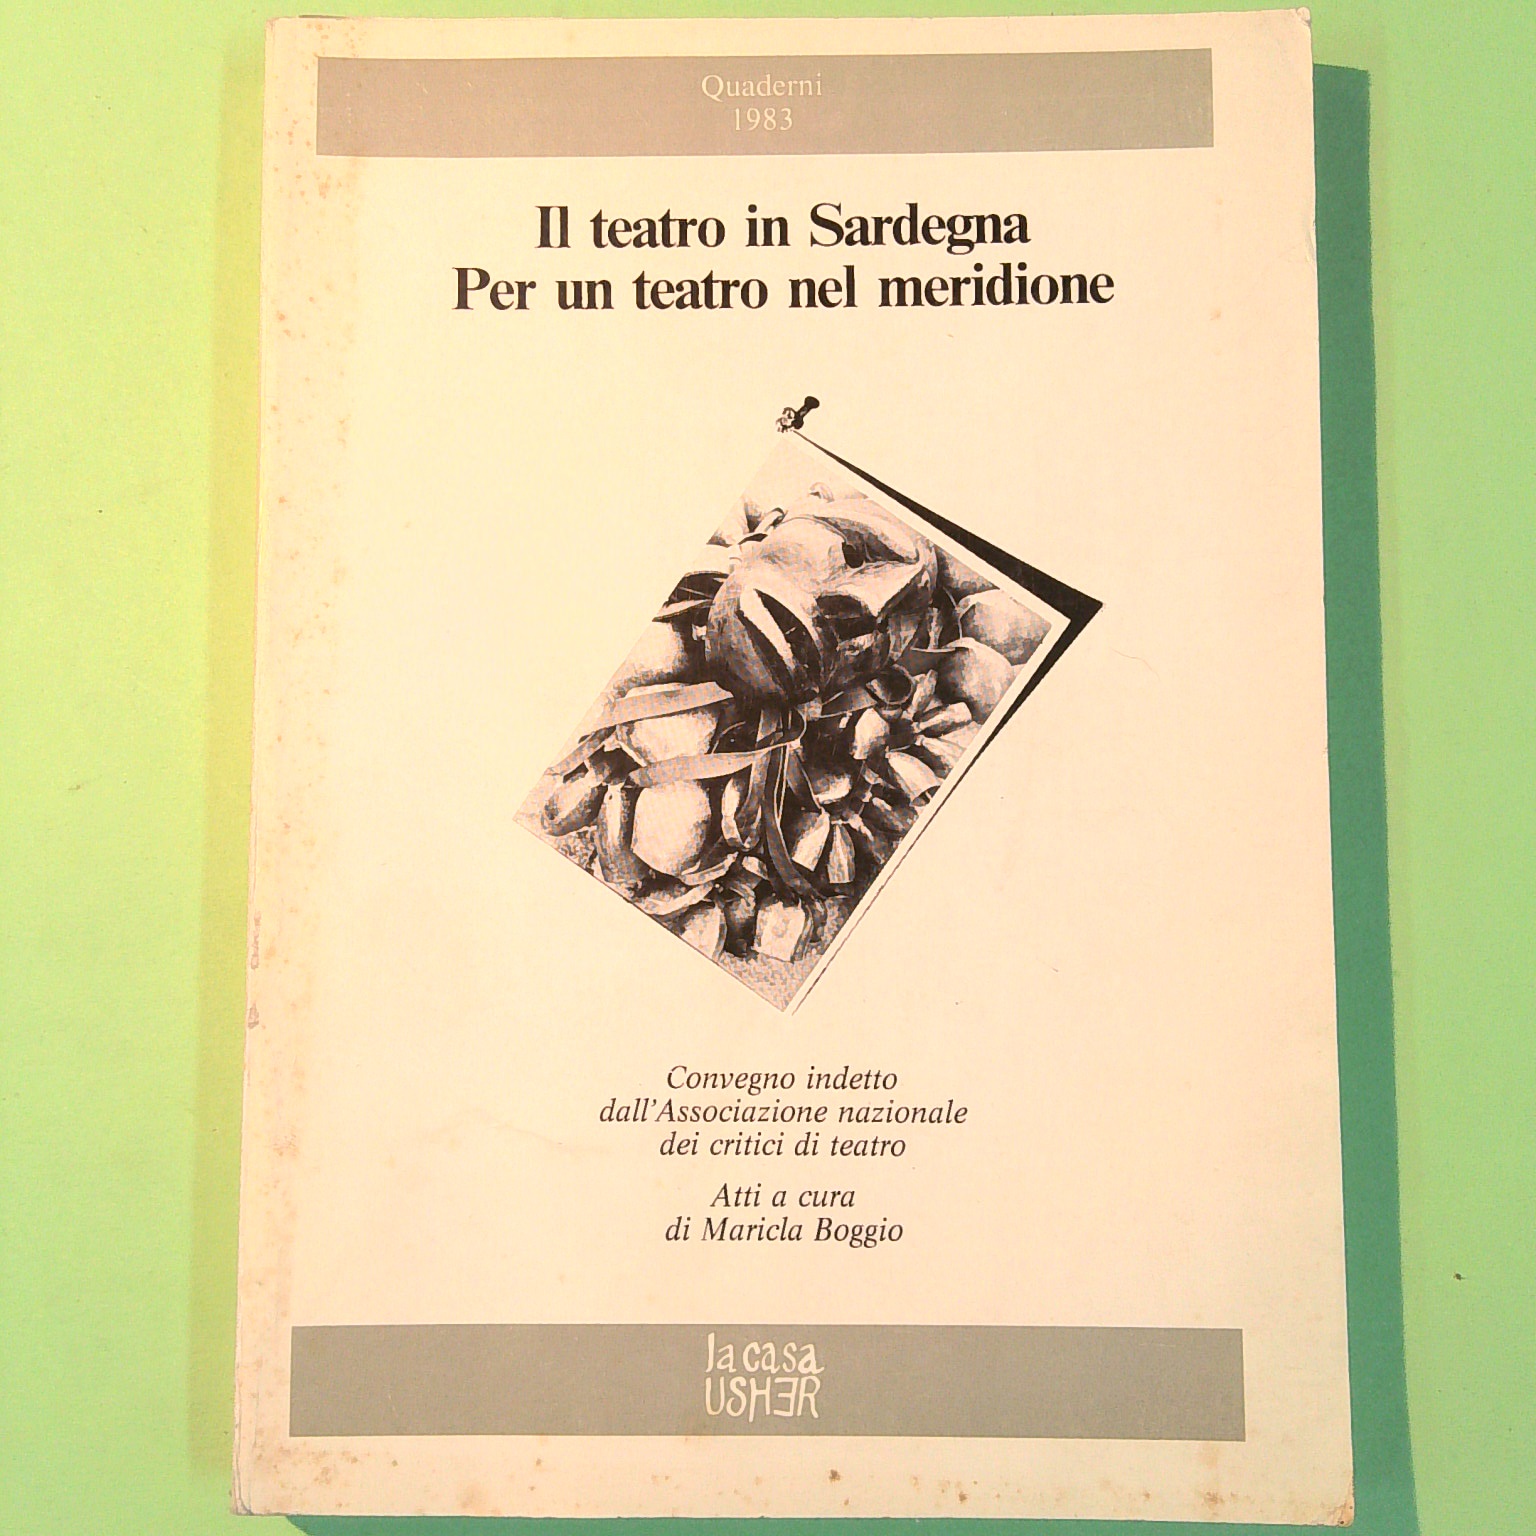 Quaderni
1983
Il teatro in Sardegna
Per un teatro nel meridione
Convegno indetto
dall'Associazione nazionale
dei critici di teatro
Atti a cura
di Maricla Boggio
la casa
USHER